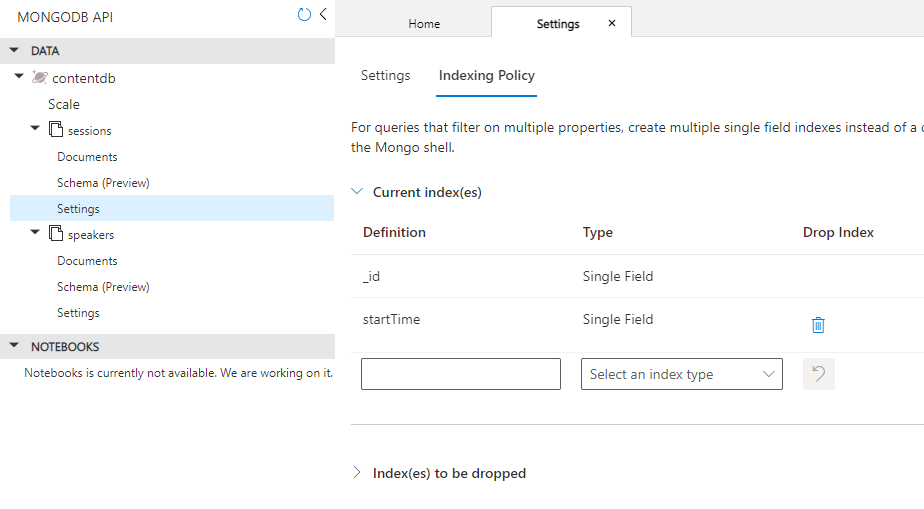 MONGODB API
DATA
contentdb
Scale
sessions
Documents
Schema (Preview)
Settings
speakers
Documents
Schema (Preview)
Settings
NOTEBOOKS
Notebooks is currently not available. We are working on it.
Home
Settings
Settings
Indexing Policy
For queries that filter on multiple properties, create multiple single field indexes instead of a
the Mongo shell.
Current index(es)
Definition Type Drop Index
_id Single Field
startTime Single Field
Select an index type
Index(es) to be dropped